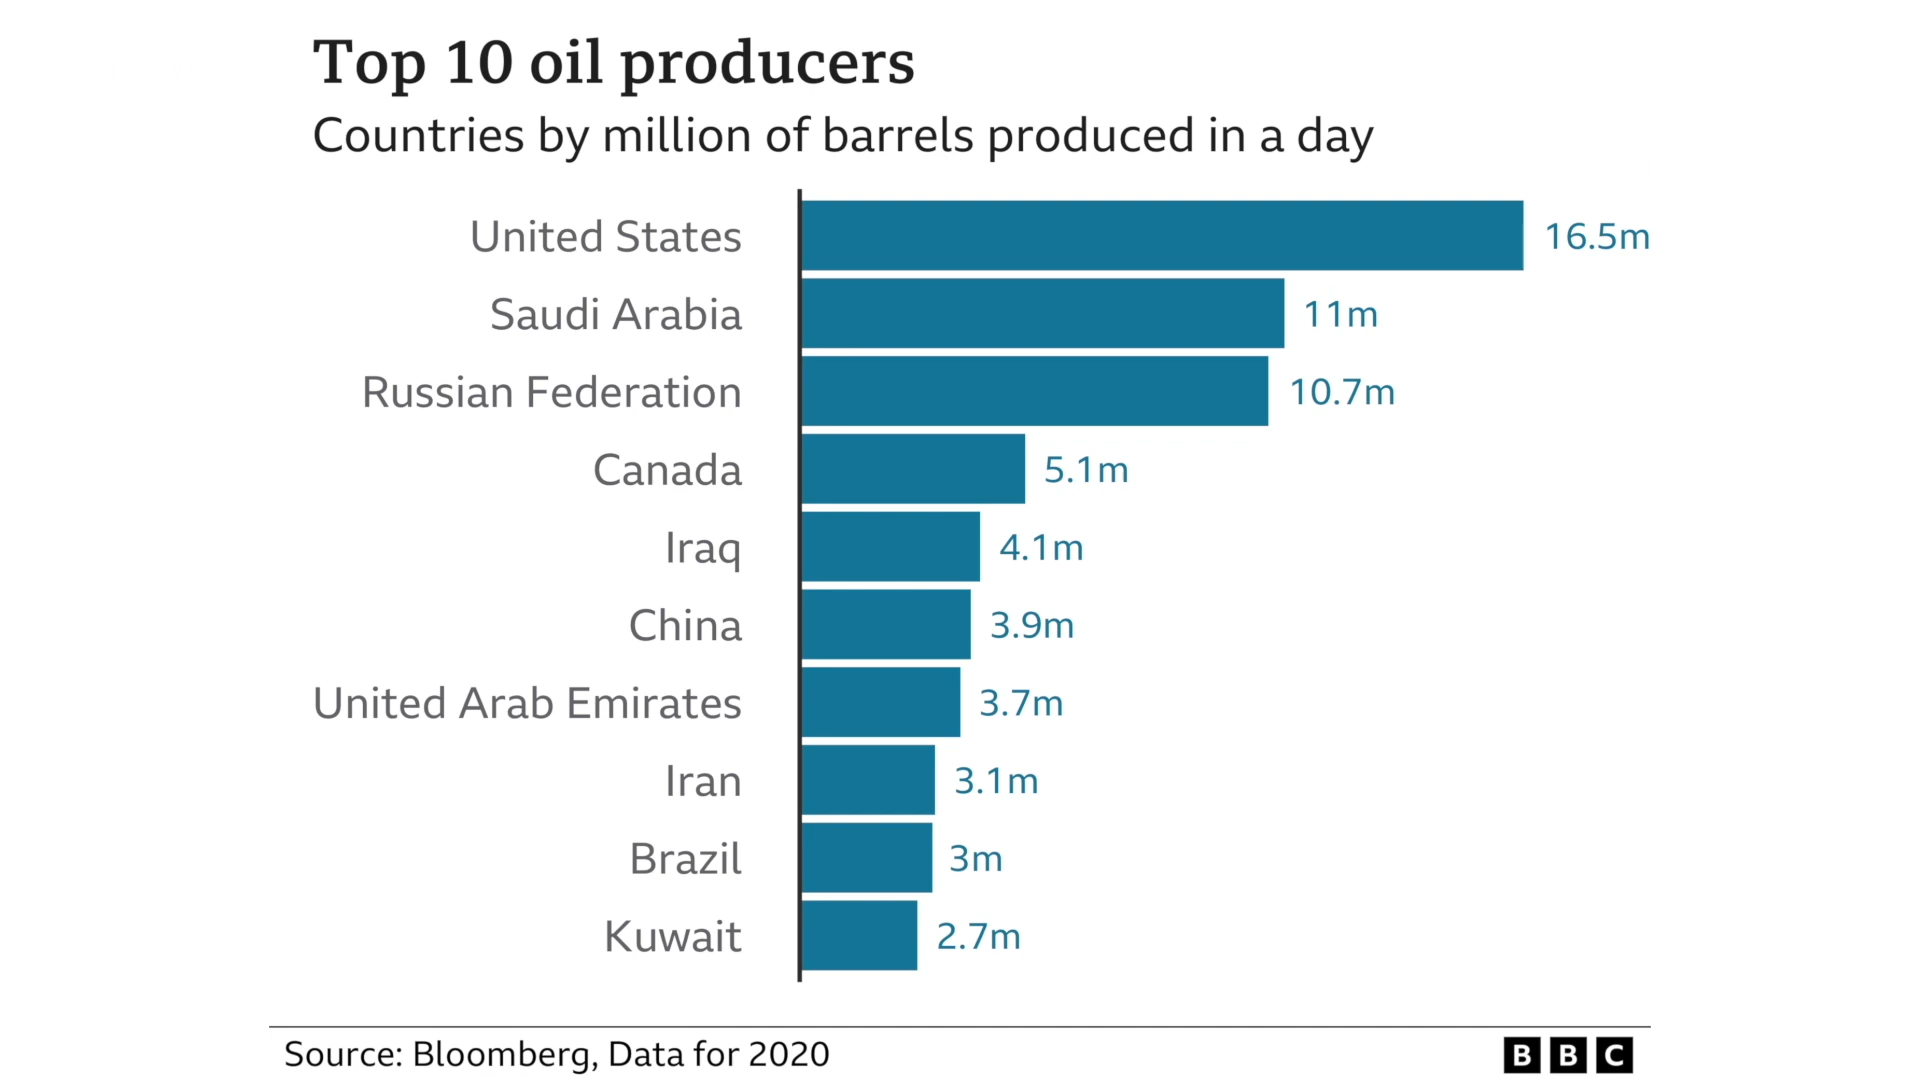 Top 10 oil producers
Countries by million of barrels produced in a day
United States 16.5m
Saudi Arabia 11m
Russian Federation 10.7m
Canada 5.1m
Iraq 4.1m
China 3.9m
United Arab Emirates 3.7m
Iran 3.1m
Brazil 3m
Kuwait 2.7m
Source: Bloomberg, Data for 2020
BBC